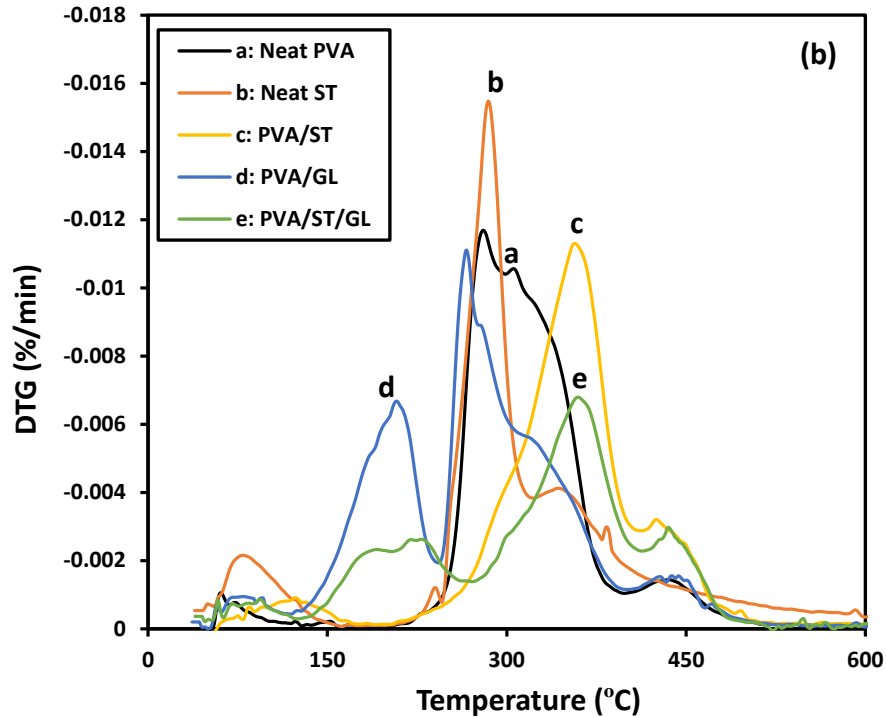 -0.018
-0.016
-0.014
-0.012
-0.01
-0.008
-0.006
-0.004
-0.002
0
DTG (%/min)
a: Neat PVA
b: Neat ST
c: PVA/ST
d: PVA/GL
e: PVA/ST/GL
(b)
b
a
c
d
e
0 150 300 450 600
Temperature (ºC)